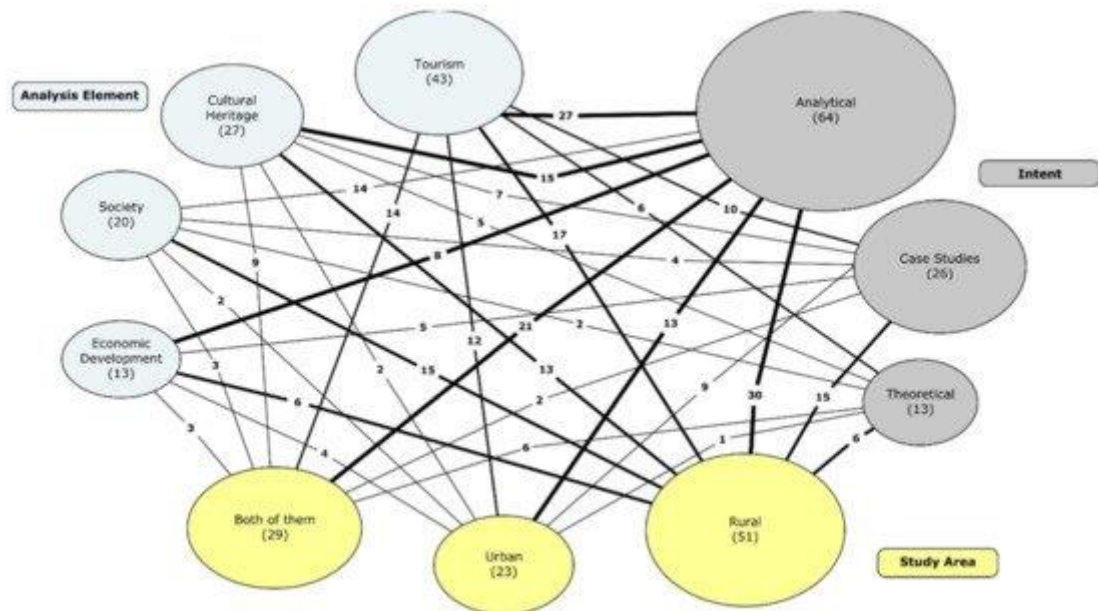 Tourism
(43)
Analytical
(64)
Analysis Element
Cultural
Heritage
(27)
27
15
Intent
14
7
Society
(20)
5
6
10
14
17
Case Studies
(26)
9
8
4
2
5
21
13
2
Economic
Development
(13)
3
2
12
15
13
2
9
30
15
Theoretical
(13)
6
3
4
6
1
6
Both of them
(29)
Urban
(23)
Rural
(51)
Study Area